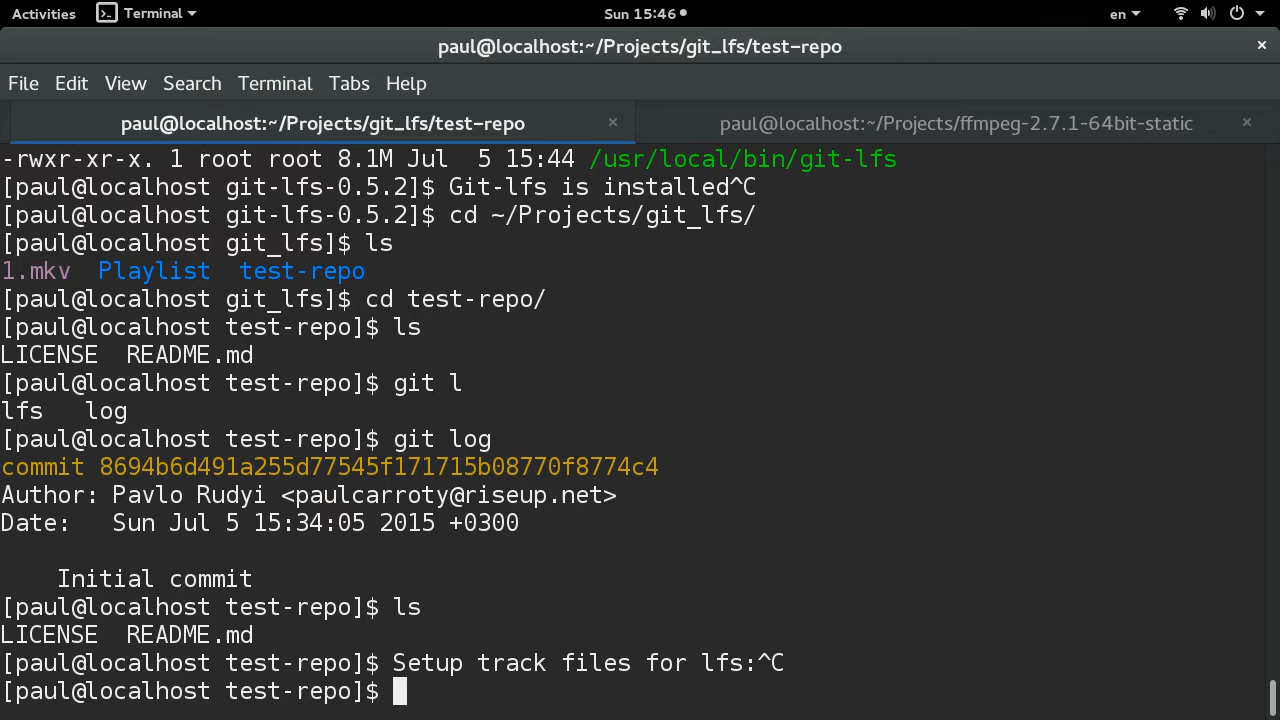 Activities Terminal Sun 15:46 en
paul@localhost:~/Projects/git_lfs/test-repo ×
File Edit View Search Terminal Tabs Help
paul@localhost:~/Projects/git_lfs/test-repo × paul@localhost:~/Projects/ffmpeg-2.7.1-64bit-static ×
-rwxr-xr-x. 1 root root 8.1M Jul  5 15:44 /usr/local/bin/git-lfs
[paul@localhost git-lfs-0.5.2]$ Git-lfs is installed^C
[paul@localhost git-lfs-0.5.2]$ cd ~/Projects/git_lfs/
[paul@localhost git_lfs]$ ls
1.mkv  Playlist  test-repo
[paul@localhost git_lfs]$ cd test-repo/
[paul@localhost test-repo]$ ls
LICENSE  README.md
[paul@localhost test-repo]$ git l
lfs   log
[paul@localhost test-repo]$ git log
commit 8694b6d491a255d77545f171715b08770f8774c4
Author: Pavlo Rudyi <paulcarroty@riseup.net>
Date:   Sun Jul 5 15:34:05 2015 +0300
    Initial commit
[paul@localhost test-repo]$ ls
LICENSE  README.md
[paul@localhost test-repo]$ Setup track files for lfs:^C
[paul@localhost test-repo]$